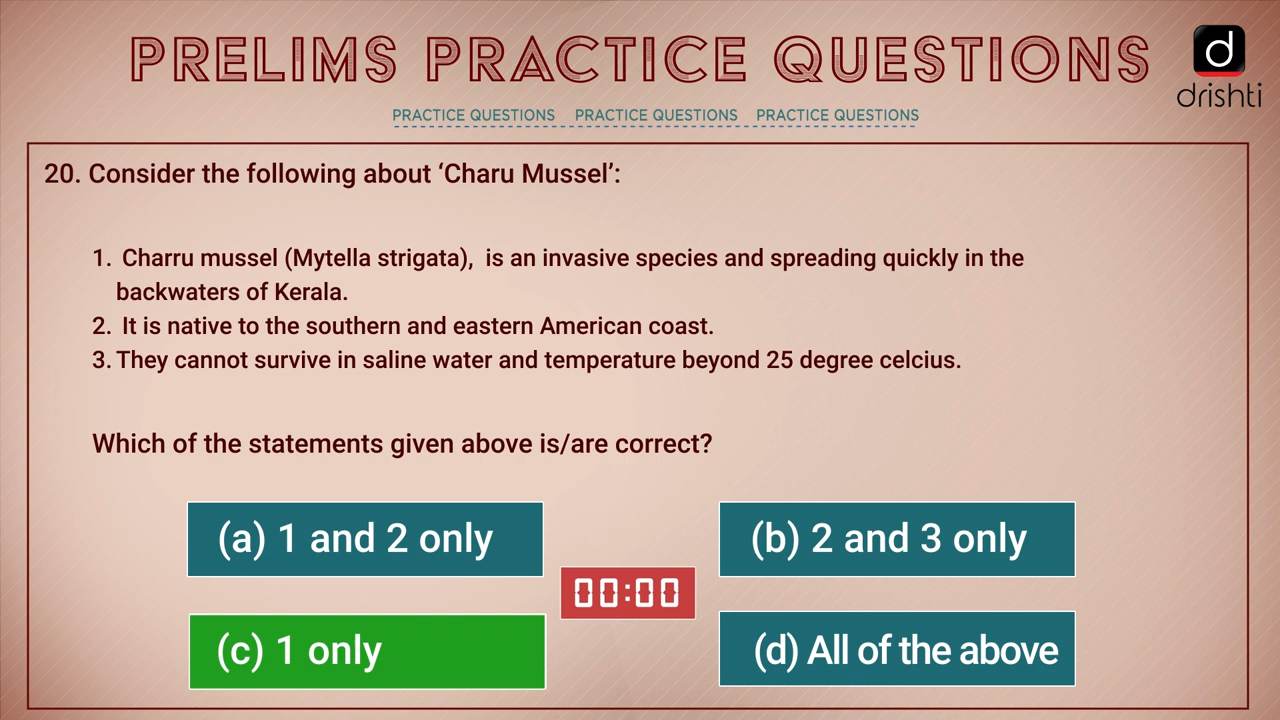 PRELIMS PRACTICE QUESTIONS
d
drishti
PRACTICE QUESTIONS PRACTICE QUESTIONS PRACTICE QUESTIONS
20. Consider the following about ‘Charu Mussel’:
1. Charru mussel (Mytella strigata), is an invasive species and spreading quickly in the
backwaters of Kerala.
2. It is native to the southern and eastern American coast.
3. They cannot survive in saline water and temperature beyond 25 degree celcius.
Which of the statements given above is/are correct?
(a) 1 and 2 only
(b) 2 and 3 only
00:00
(c) 1 only
(d) All of the above